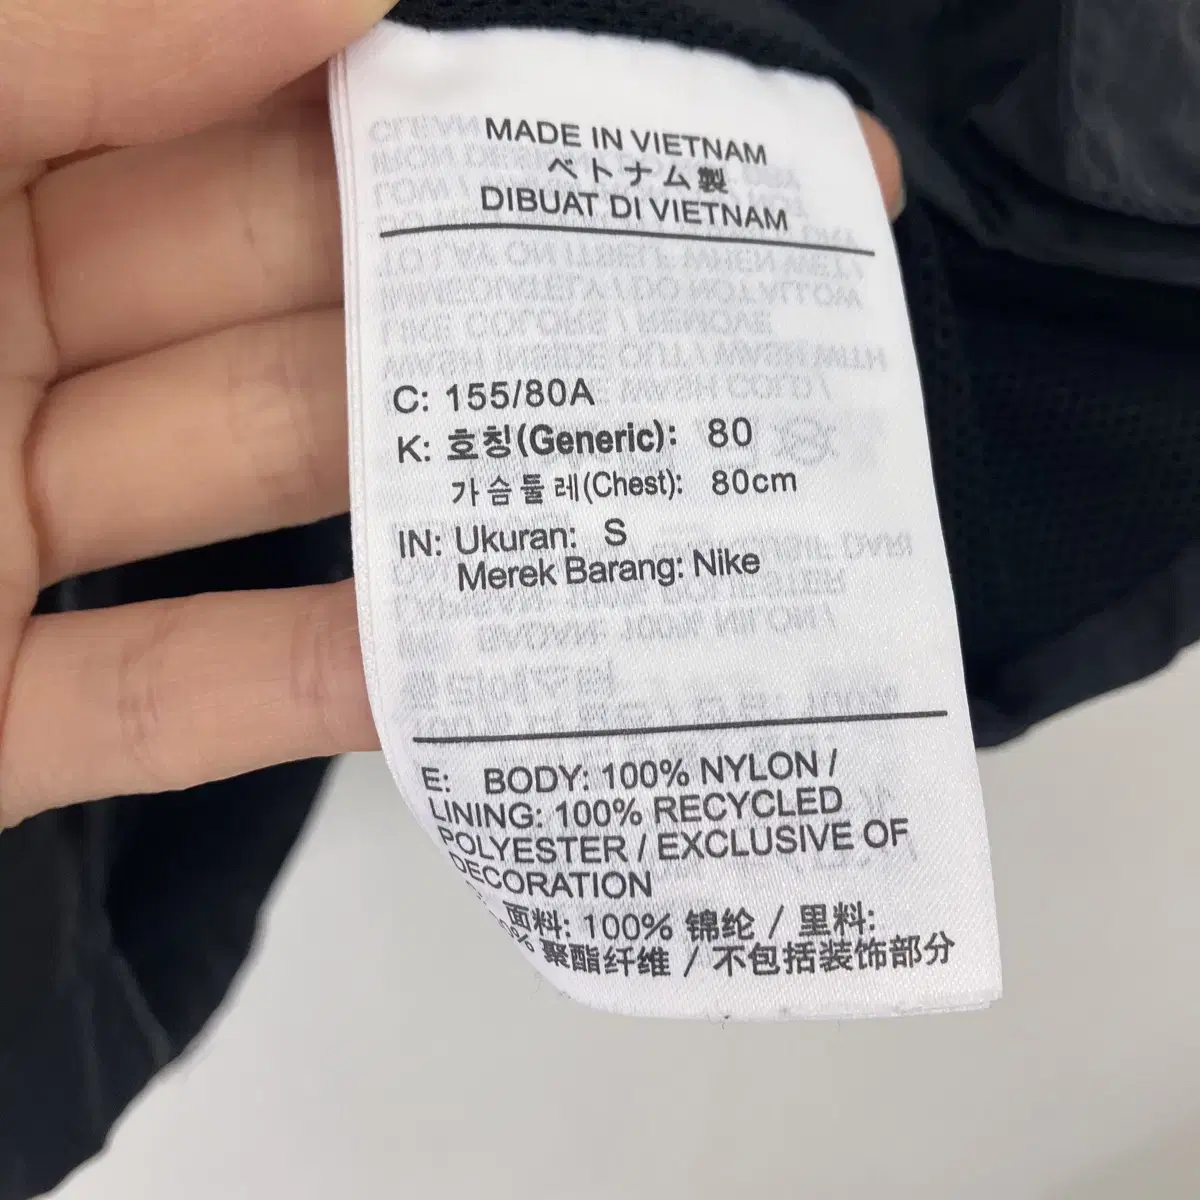 MADE IN VIETNAM
ベトナム製
DIBUAT DI VIETNAM
C: 155/80A
K: 호칭(Generic): 80
가슴둘레(Chest): 80cm
IN: Ukuran: S
Merek Barang: Nike
E: BODY: 100% NYLON /
LINING: 100% RECYCLED
POLYESTER / EXCLUSIVE OF
DECORATION
面料: 100% 锦纶 / 里料:
聚酯纤维 / 不包括装饰部分